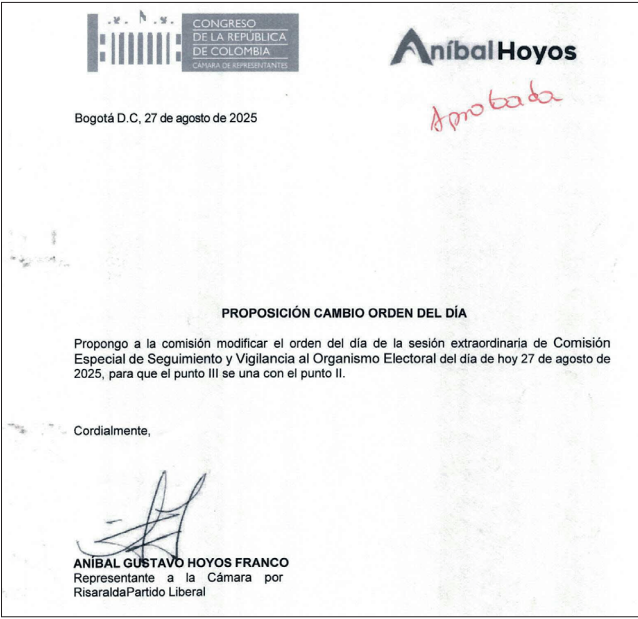 CONGRESO
DE LA REPÚBLICA
DE COLOMBIA
CÁMARA DE REPRESENTANTES
Aníbal Hoyos
Aprobada
Bogotá D.C, 27 de agosto de 2025
PROPOSICIÓN CAMBIO ORDEN DEL DÍA
Propongo a la comisión modificar el orden del día de la sesión extraordinaria de Comisión
Especial de Seguimiento y Vigilancia al Organismo Electoral del día de hoy 27 de agosto de
2025, para que el punto III se una con el punto II.
Cordialmente,
ANÍBAL GUSTAVO HOYOS FRANCO
Representante a la Cámara por
RisaraldaPartido Liberal